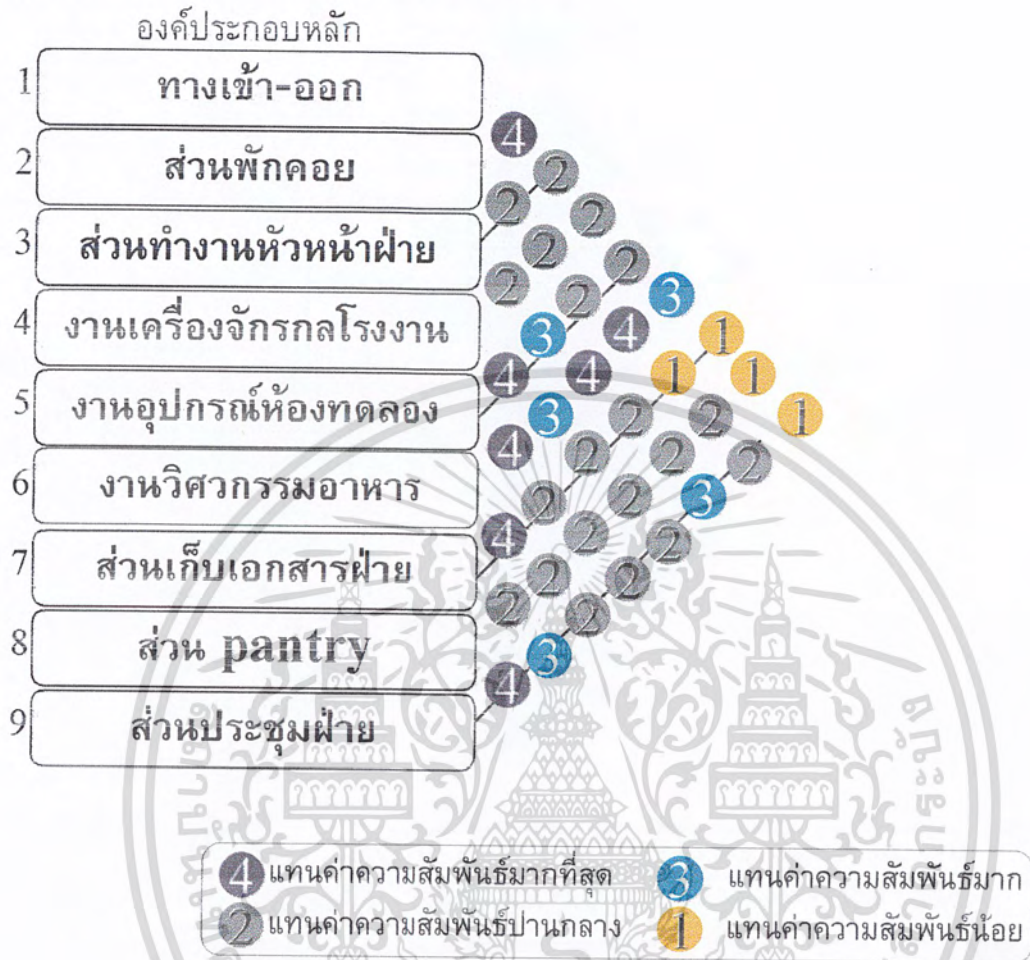 องค์ประกอบหลัก
1 ทางเข้า-ออก
4
2 ส่วนพักคอย
2
2 2
3 ส่วนทำงานหัวหน้าฝ่าย
2 2
2 2 3
4 งานเครื่องจักรกลโรงงาน
3 4 1
4 4 1 1
5 งานอุปกรณ์ห้องทดลอง
3 2 2 1
4 2 2 2
6 งานวิศวกรรมอาหาร
2 2 3
4 2 2
7 ส่วนเก็บเอกสารฝ่าย
2 2
2 2
8 ส่วน pantry
3
4
9 ส่วนประชุมฝ่าย
4 แทนค่าความสัมพันธ์มากที่สุด 3 แทนค่าความสัมพันธ์มาก
2 แทนค่าความสัมพันธ์ปานกลาง 1 แทนค่าความสัมพันธ์น้อย